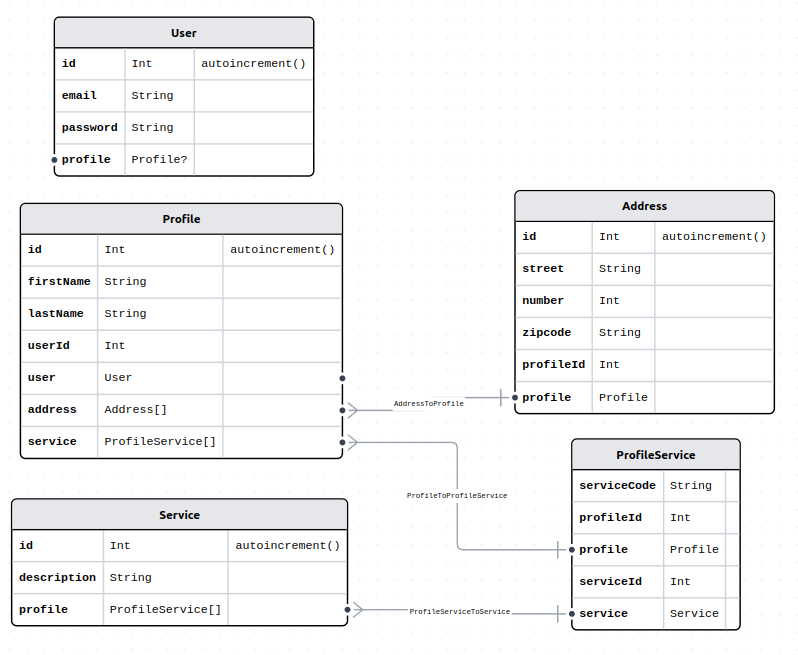 User
id Int autoincrement()
email String
password String
profile Profile?
Profile
id Int autoincrement()
firstName String
lastName String
userId Int
user User
address Address[]
service ProfileService[]
Address
id Int autoincrement()
street String
number Int
zipcode String
profileId Int
profile Profile
AddressToProfile
ProfileToProfileService
ProfileService
serviceCode String
profileId Int
profile Profile
serviceId Int
service Service
Service
id Int autoincrement()
description String
profile ProfileService[]
ProfileServiceToService